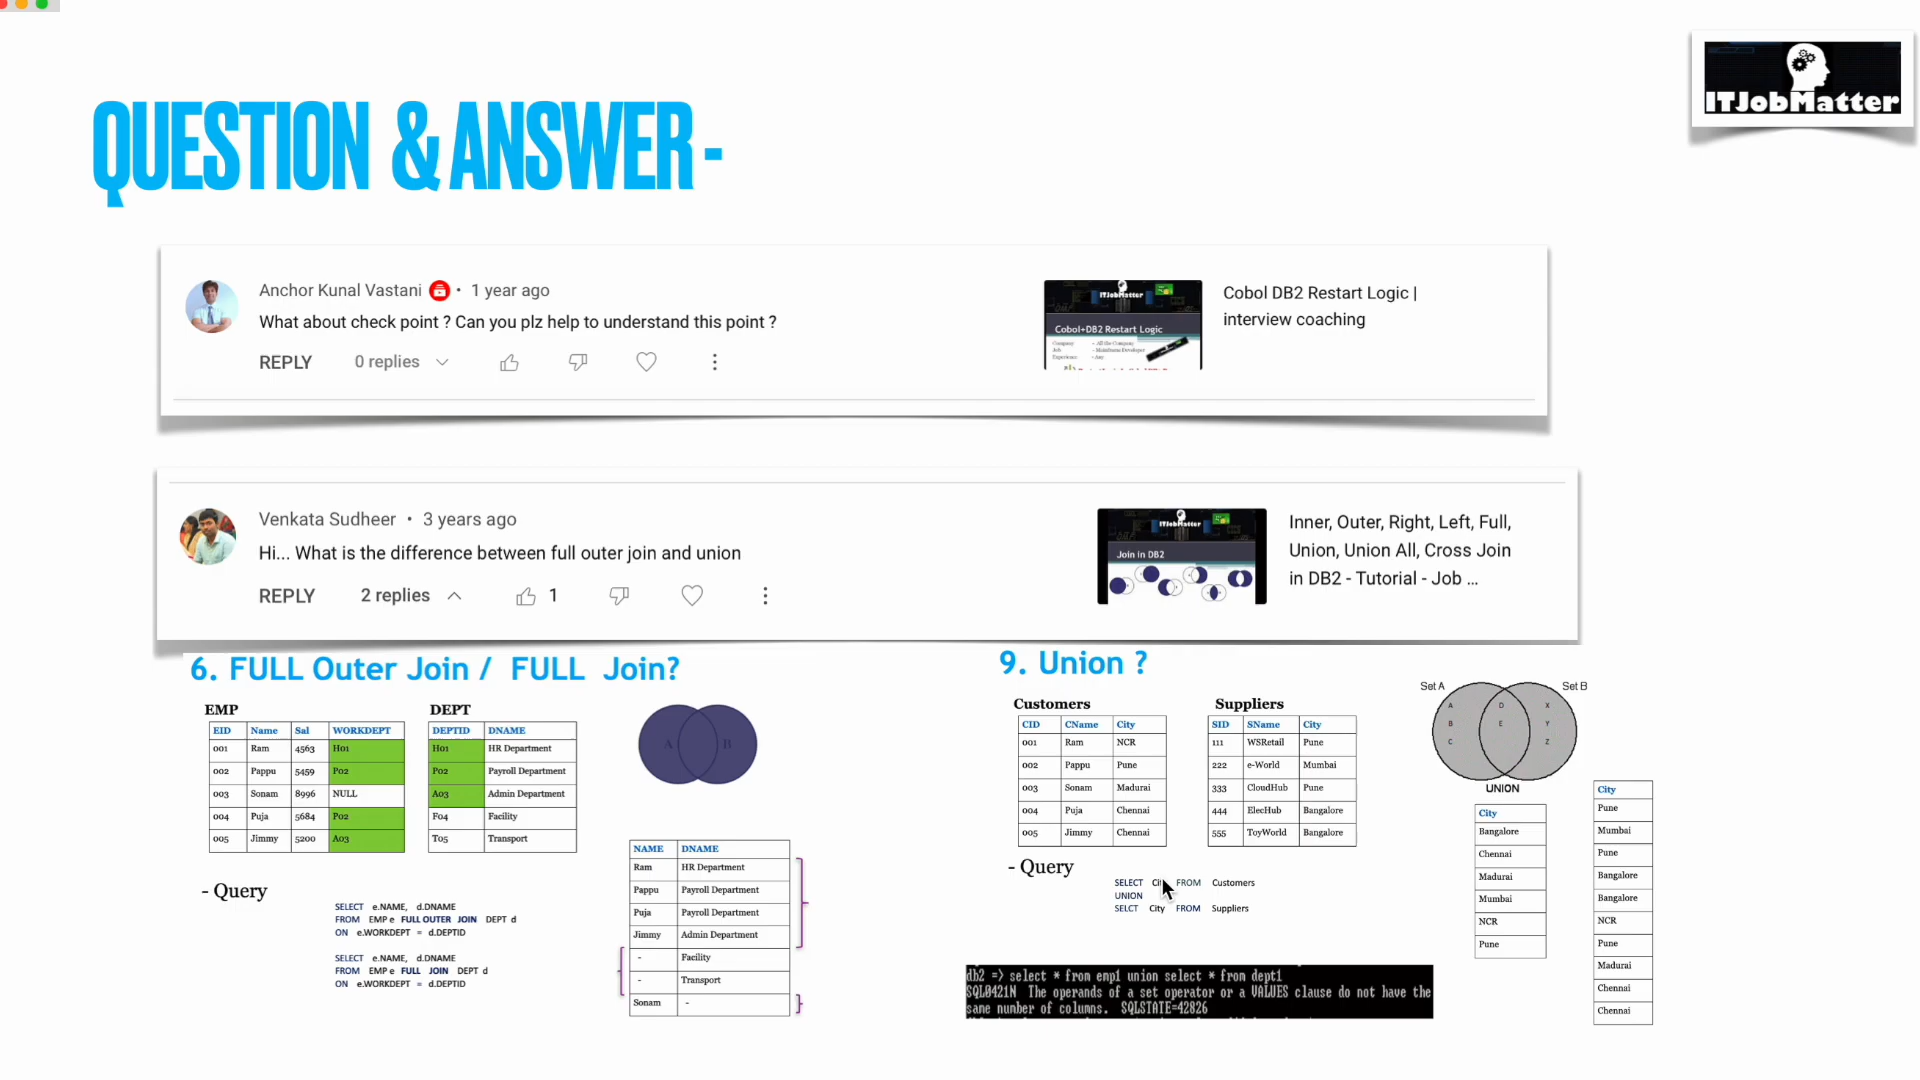 ITJobMatter
QUESTION & ANSWER -
Anchor Kunal Vastani • 1 year ago
What about check point ? Can you plz help to understand this point ?
REPLY 0 replies
ITJobMatter
Cobol+DB2 Restart Logic
Company - All the Company
Job - Mainframe Developer
Experience - Any
Cobol DB2 Restart Logic |
interview coaching
Venkata Sudheer • 3 years ago
Hi... What is the difference between full outer join and union
REPLY 2 replies 1
ITJobMatter
Join in DB2
Inner, Outer, Right, Left, Full,
Union, Union All, Cross Join
in DB2 - Tutorial - Job ...
6. FULL Outer Join / FULL Join?
EMP
EID Name Sal WORKDEPT
001 Ram 4563 H01
002 Pappu 5459 P02
003 Sonam 8996 NULL
004 Puja 5684 P02
005 Jimmy 5200 A03
DEPT
DEPTID DNAME
H01 HR Department
P02 Payroll Department
A03 Admin Department
F04 Facility
T05 Transport
A B
- Query
SELECT e.NAME, d.DNAME
FROM EMP e FULL OUTER JOIN DEPT d
ON e.WORKDEPT = d.DEPTID
SELECT e.NAME, d.DNAME
FROM EMP e FULL JOIN DEPT d
ON e.WORKDEPT = d.DEPTID
NAME DNAME
Ram HR Department
Pappu Payroll Department
Puja Payroll Department
Jimmy Admin Department
- Facility
- Transport
Sonam -
9. Union ?
Customers
CID CName City
001 Ram NCR
002 Pappu Pune
003 Sonam Madurai
004 Puja Chennai
005 Jimmy Chennai
Suppliers
SID SName City
111 WSRetail Pune
222 e-World Mumbai
333 CloudHub Pune
444 ElecHub Bangalore
555 ToyWorld Bangalore
Set A Set B
A D X
B E Y
C Z
UNION
- Query
SELECT FROM Customers
UNION
SELCT City FROM Suppliers
City
Bangalore
Chennai
Madurai
Mumbai
NCR
Pune
City
Pune
Mumbai
Pune
Bangalore
Bangalore
NCR
Pune
Madurai
Chennai
Chennai
db2 => select * from emp1 union select * from dept1
SQL0421N The operands of a set operator or a VALUES clause do not have the
same number of columns. SQLSTATE=42826